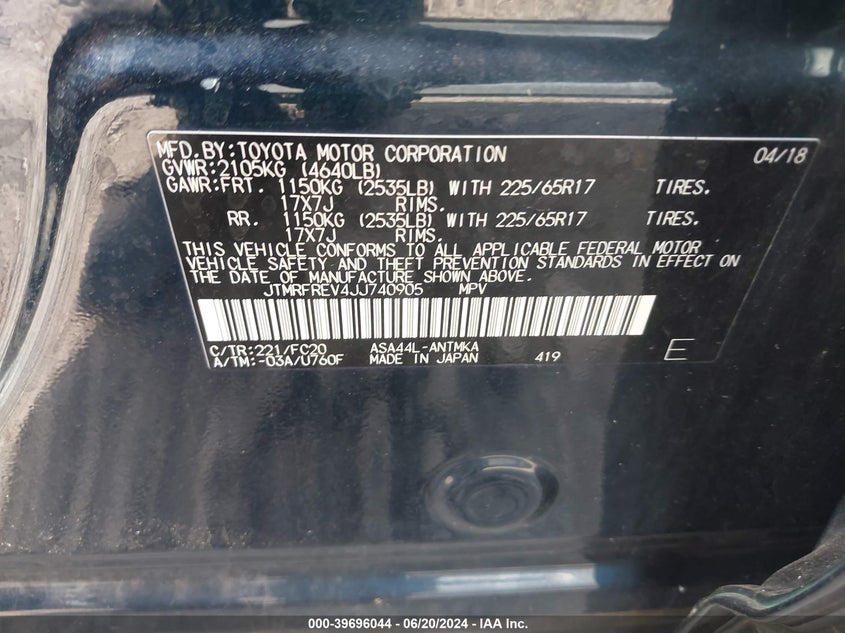 MFD. BY: TOYOTA MOTOR CORPORATION 04/18
GVWR: 2105KG (4640LB)
GAWR: FRT. 1150KG (2535LB) WITH 225/65R17 TIRES.
17X7J RIMS.
RR. 1150KG (2535LB) WITH 225/65R17 TIRES.
17X7J RIMS.
THIS VEHICLE CONFORMS TO ALL APPLICABLE FEDERAL MOTOR
VEHICLE SAFETY AND THEFT PREVENTION STANDARDS IN EFFECT ON
THE DATE OF MANUFACTURE SHOWN ABOVE.
JTMRFREV4JJ740905 MPV
C/TR: 221/FC20 ASA44L-ANTMKA
A/TM: -03A/U760F MADE IN JAPAN 419 E
000-39696044 - 06/20/2024 - IAA Inc.